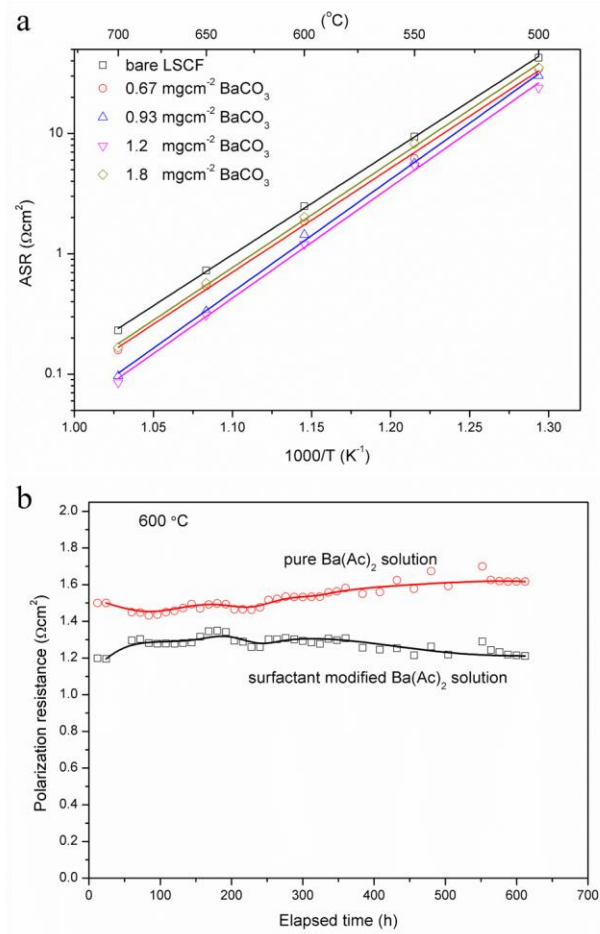 a
(°C)
700 650 600 550 500
bare LSCF
0.67 mgcm⁻² BaCO₃
0.93 mgcm⁻² BaCO₃
1.2 mgcm⁻² BaCO₃
1.8 mgcm⁻² BaCO₃
10
1
0.1
ASR (Ωcm²)
1.00 1.05 1.10 1.15 1.20 1.25 1.30
1000/T (K⁻¹)
b
600 °C
2.0
1.8
1.6
1.4
1.2
1.0
0.8
0.6
0.4
0.2
0.0
Polarization resistance (Ωcm²)
pure Ba(Ac)₂ solution
surfactant modified Ba(Ac)₂ solution
0 100 200 300 400 500 600 700
Elapsed time (h)